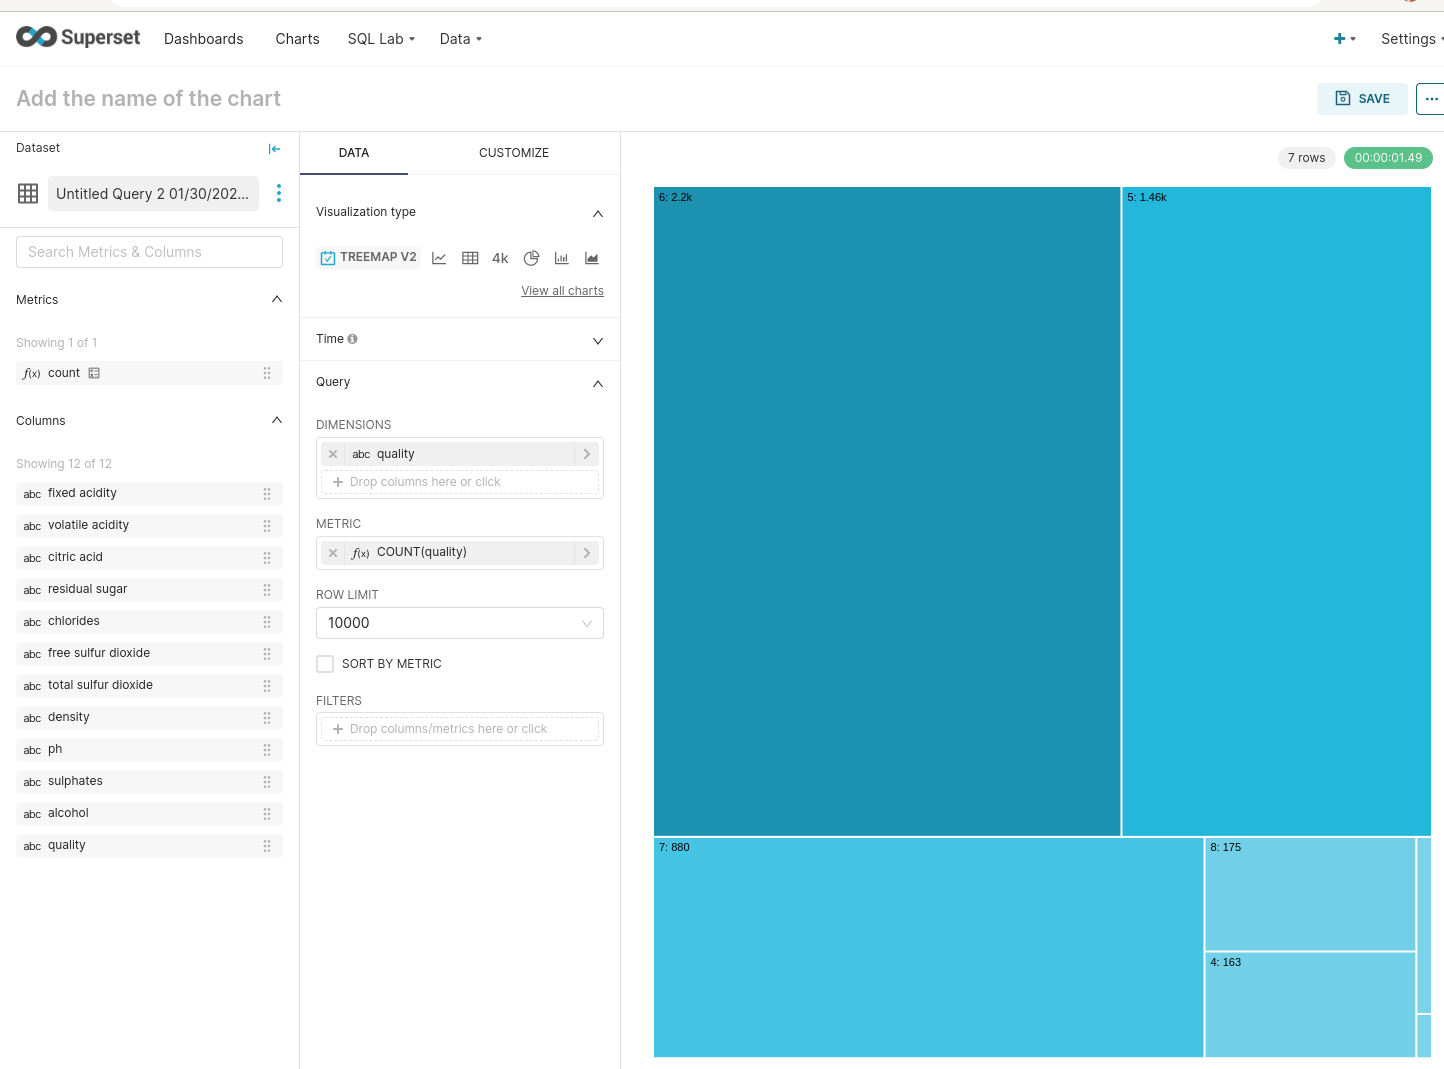 Superset Dashboards Charts SQL Lab Data Settings
Add the name of the chart SAVE ...
Dataset
Untitled Query 2 01/30/202...
Search Metrics & Columns
Metrics
Showing 1 of 1
f(x) count
Columns
Showing 12 of 12
abc fixed acidity
abc volatile acidity
abc citric acid
abc residual sugar
abc chlorides
abc free sulfur dioxide
abc total sulfur dioxide
abc density
abc ph
abc sulphates
abc alcohol
abc quality
DATA CUSTOMIZE
Visualization type
TREEMAP V2 4k
View all charts
Time
Query
DIMENSIONS
abc quality
Drop columns here or click
METRIC
f(x) COUNT(quality)
ROW LIMIT
10000
SORT BY METRIC
FILTERS
Drop columns/metrics here or click
7 rows 00:00:01.49
6: 2.2k 5: 1.46k
7: 880 8: 175
4: 163